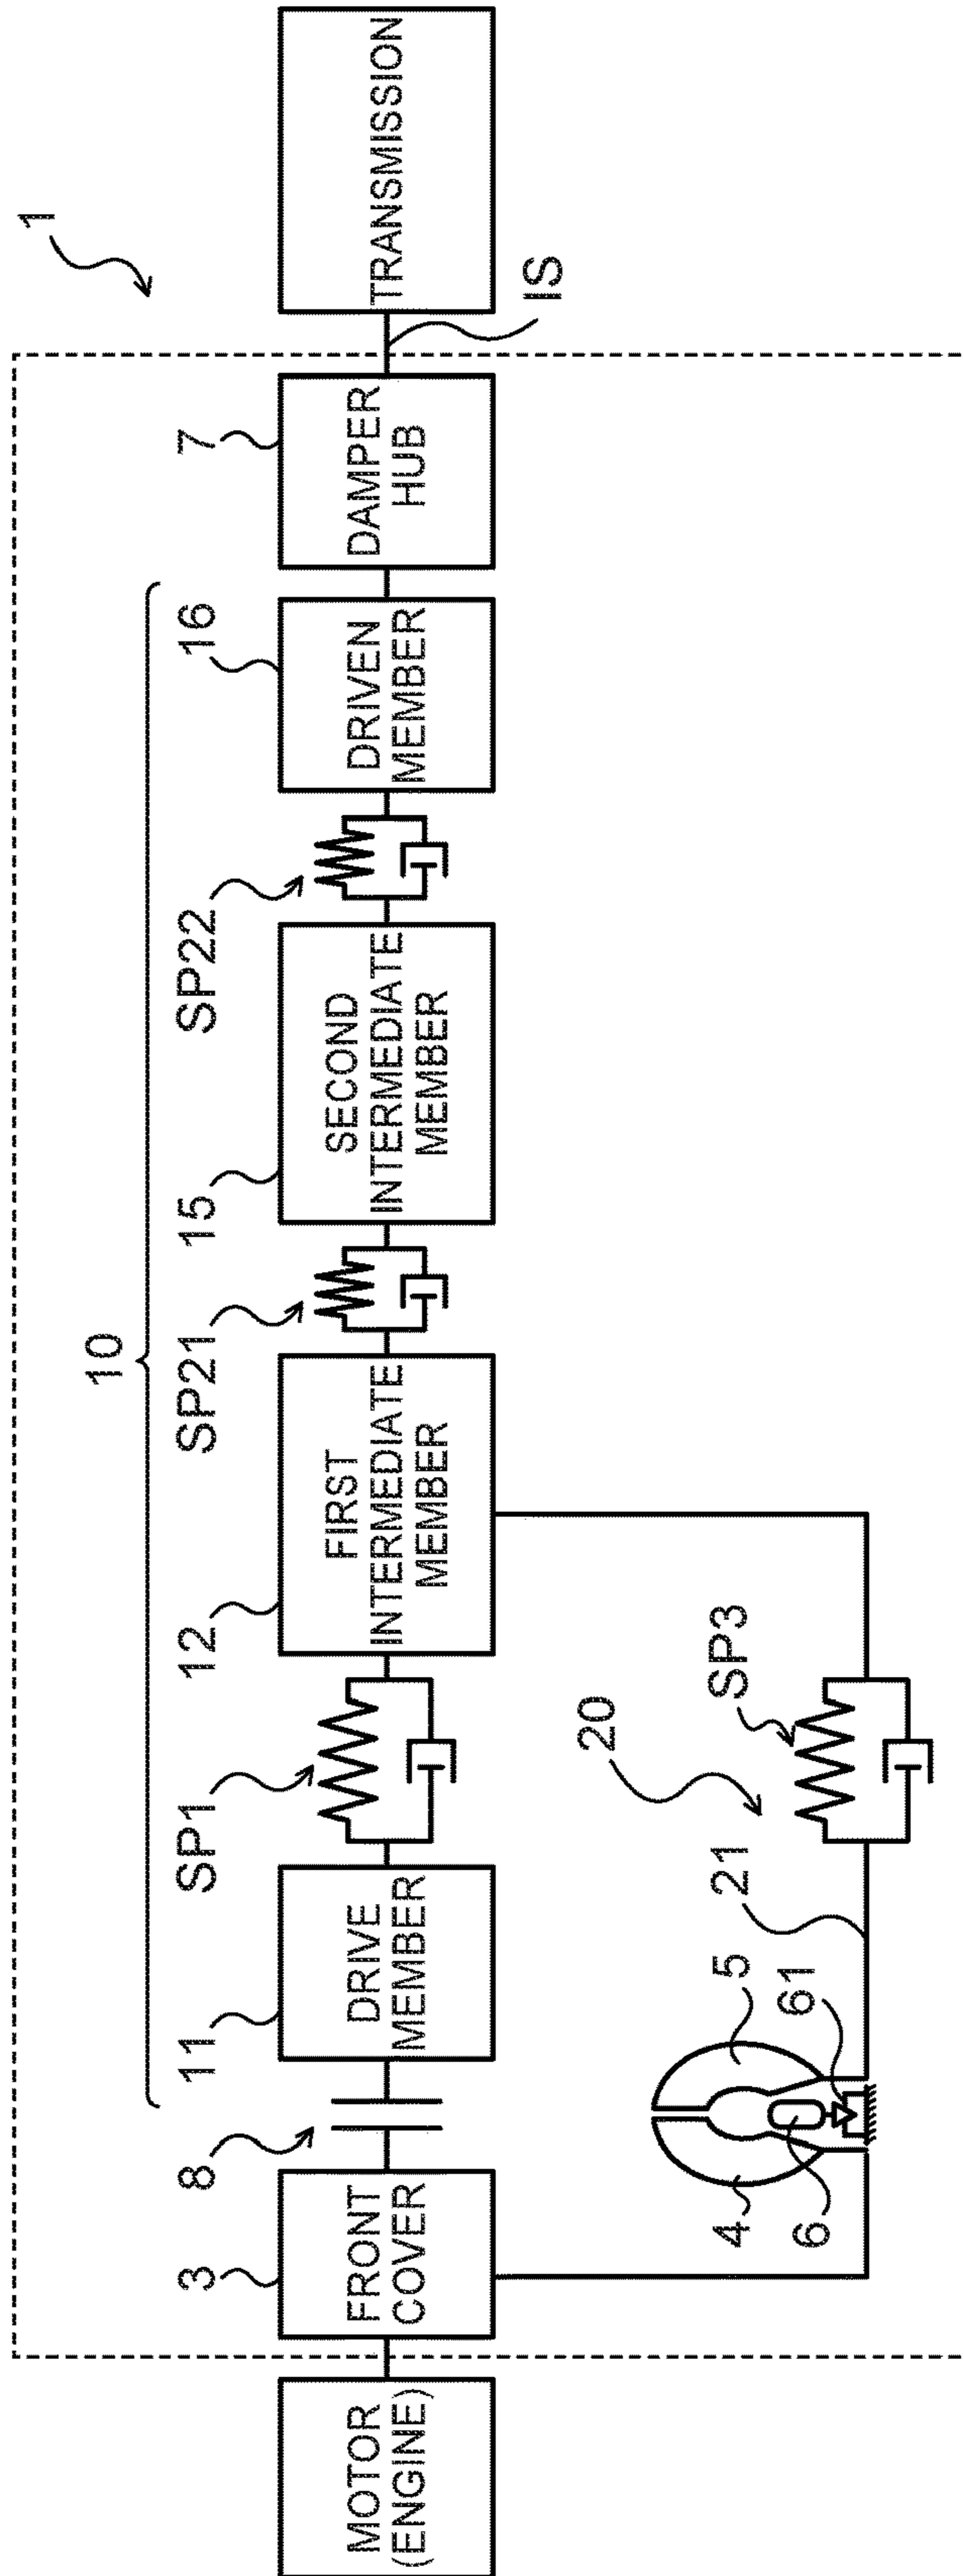 1
10
3
8
11
SP1
12
SP21
15
SP22
16
7
MOTOR
(ENGINE)
FRONT
COVER
DRIVE
MEMBER
FIRST
INTERMEDIATE
MEMBER
SECOND
INTERMEDIATE
MEMBER
DRIVEN
MEMBER
DAMPER
HUB
TRANSMISSION
IS
4
6
5
61
21
20
SP3